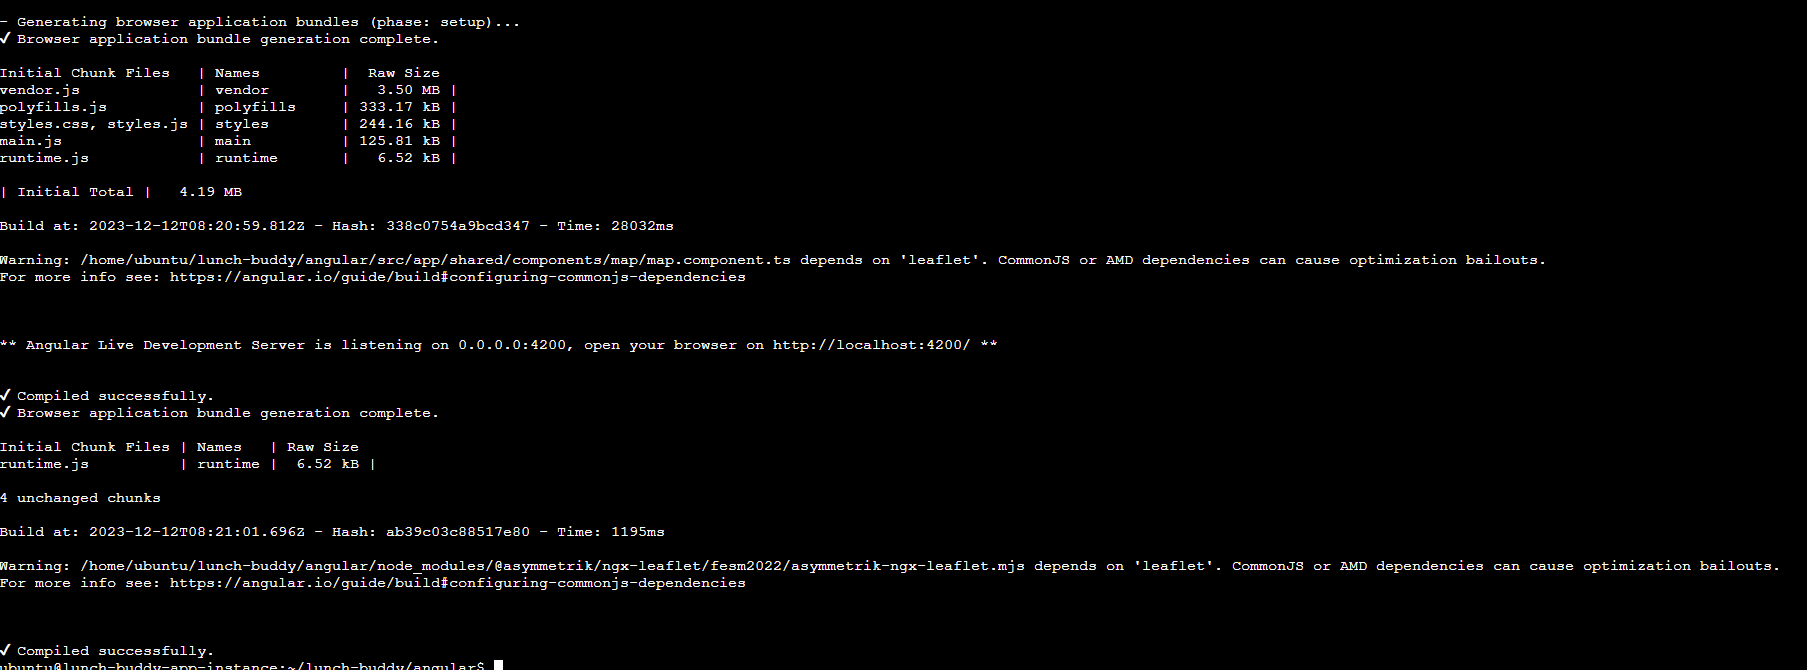 - Generating browser application bundles (phase: setup)...
✓ Browser application bundle generation complete.
Initial Chunk Files   | Names         |  Raw Size
vendor.js             | vendor        |   3.50 MB |
polyfills.js          | polyfills     | 333.17 kB |
styles.css, styles.js | styles        | 244.16 kB |
main.js               | main          | 125.81 kB |
runtime.js            | runtime       |   6.52 kB |
| Initial Total |   4.19 MB
Build at: 2023-12-12T08:20:59.812Z - Hash: 338c0754a9bcd347 - Time: 28032ms
Warning: /home/ubuntu/lunch-buddy/angular/src/app/shared/components/map/map.component.ts depends on 'leaflet'. CommonJS or AMD dependencies can cause optimization bailouts.
For more info see: https://angular.io/guide/build#configuring-commonjs-dependencies
** Angular Live Development Server is listening on 0.0.0.0:4200, open your browser on http://localhost:4200/ **
✓ Compiled successfully.
✓ Browser application bundle generation complete.
Initial Chunk Files | Names   | Raw Size
runtime.js          | runtime |  6.52 kB |
4 unchanged chunks
Build at: 2023-12-12T08:21:01.696Z - Hash: ab39c03c88517e80 - Time: 1195ms
Warning: /home/ubuntu/lunch-buddy/angular/node_modules/@asymmetrik/ngx-leaflet/fesm2022/asymmetrik-ngx-leaflet.mjs depends on 'leaflet'. CommonJS or AMD dependencies can cause optimization bailouts.
For more info see: https://angular.io/guide/build#configuring-commonjs-dependencies
✓ Compiled successfully.
ubuntu@lunch-buddy-app-instance:~/lunch-buddy/angular$